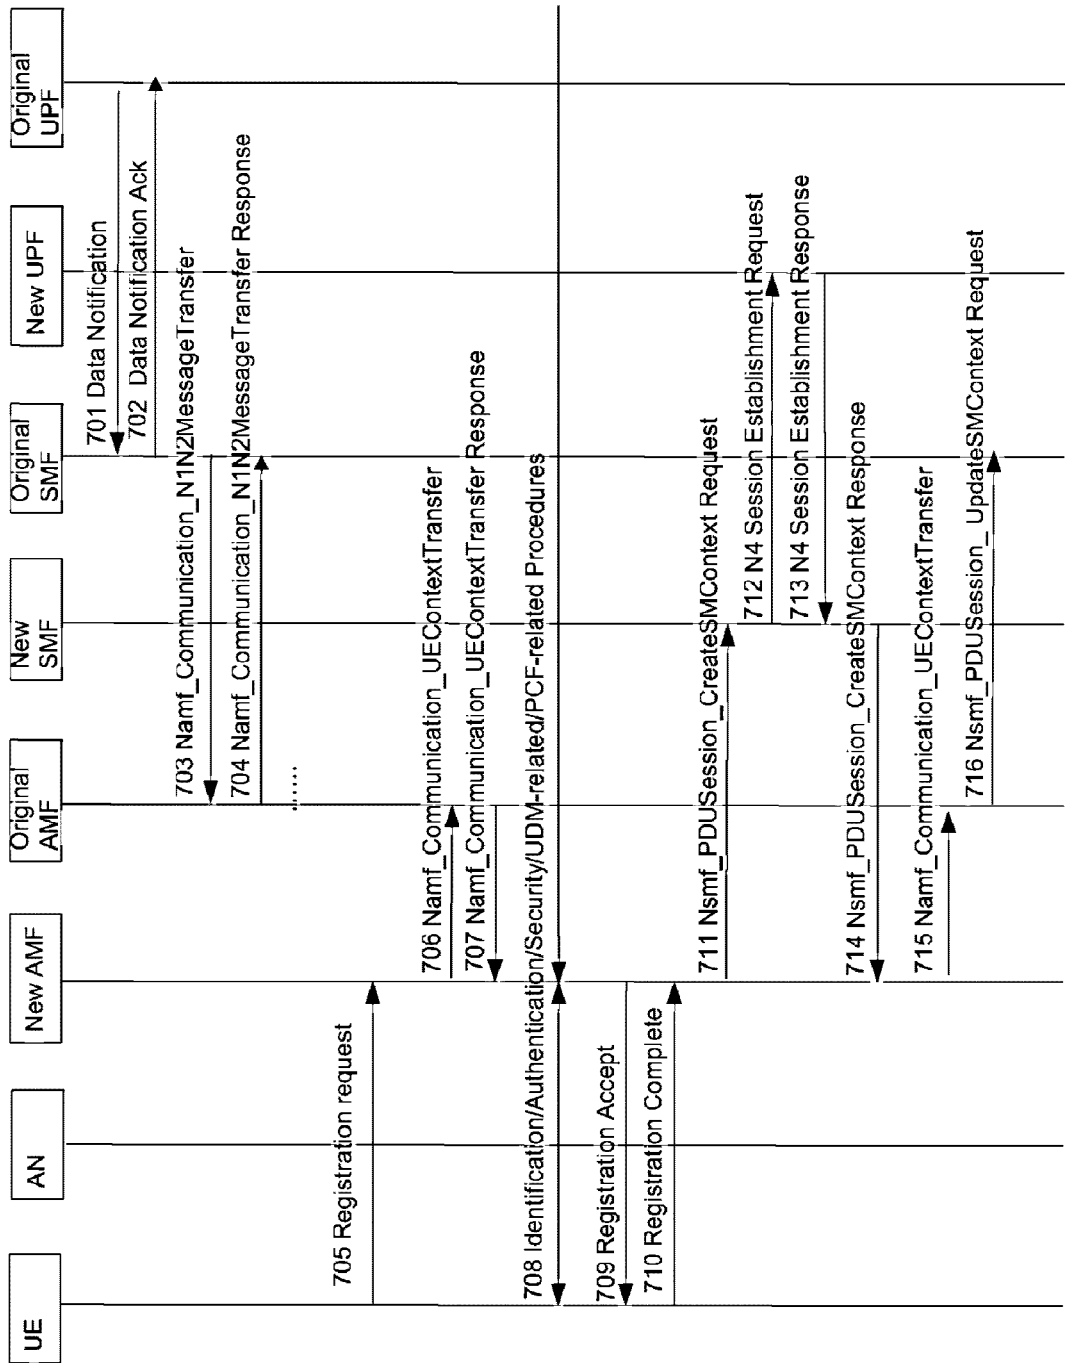 UE
AN
New AMF
Original
AMF
New
SMF
Original
SMF
New UPF
Original
UPF
701 Data Notification
702 Data Notification Ack
703 Namf_Communication_N1N2MessageTransfer
704 Namf_Communication_N1N2MessageTransfer Response
......
705 Registration request
706 Namf_Communication_UEContextTransfer
707 Namf_Communication_UEContextTransfer Response
708 Identification/Authentication/Security/UDM-related/PCF-related Procedures
709 Registration Accept
710 Registration Complete
711 Nsmf_PDUSession_CreateSMContext Request
712 N4 Session Establishment Request
713 N4 Session Establishment Response
714 Nsmf_PDUSession_CreateSMContext Response
715 Namf_Communication_UEContextTransfer
716 Nsmf_PDUSession_ UpdateSMContext Request